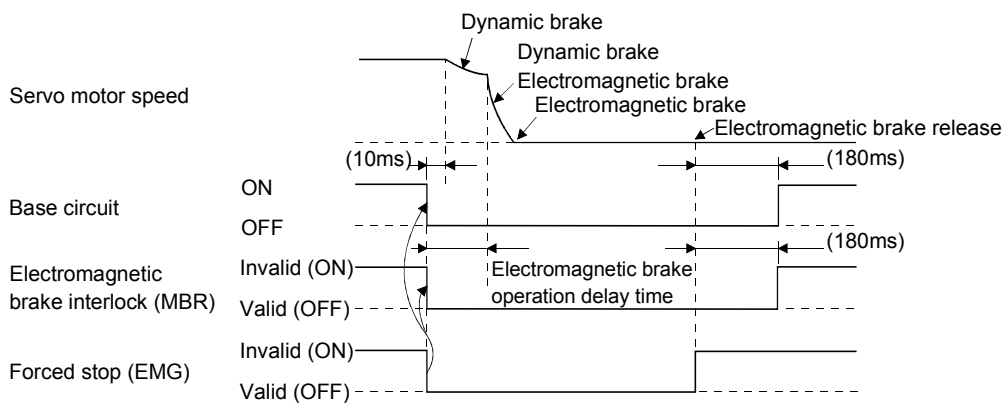 Dynamic brake
Dynamic brake
Electromagnetic brake
Electromagnetic brake
Servo motor speed
Electromagnetic brake release
(10ms)
(180ms)
ON
Base circuit
OFF
(180ms)
Electromagnetic
brake interlock (MBR)
Invalid (ON)
Electromagnetic brake
operation delay time
Valid (OFF)
Invalid (ON)
Forced stop (EMG)
Valid (OFF)